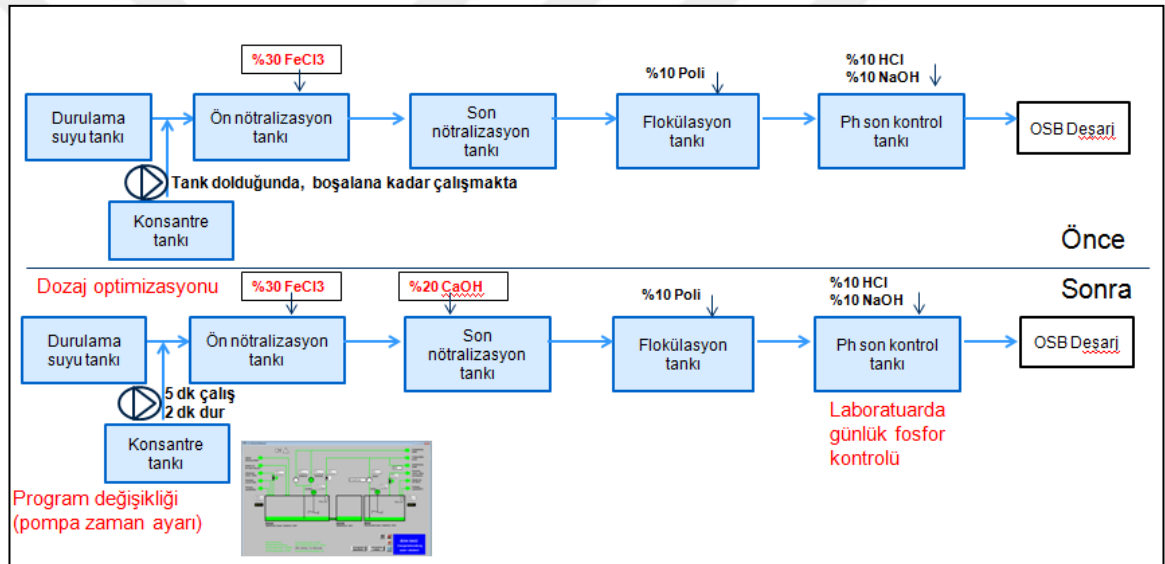 %30 FeCl3
%10 Poli
%10 HCl
%10 NaOH
Durulama
suyu tankı
Ön nötralizasyon
tankı
Son
nötralizasyon
tankı
Flokülasyon
tankı
Ph son kontrol
tankı
OSB Deşarj
Tank dolduğunda, boşalana kadar çalışmakta
Konsantre
tankı
Önce
Dozaj optimizasyonu
%30 FeCl3
%20 CaOH
%10 Poli
%10 HCl
%10 NaOH
Sonra
Durulama
suyu tankı
Ön nötralizasyon
tankı
Son
nötralizasyon
tankı
Flokülasyon
tankı
Ph son kontrol
tankı
OSB Deşarj
5 dk çalış
2 dk dur
Konsantre
tankı
Laboratuarda
günlük fosfor
kontrolü
Program değişikliği
(pompa zaman ayarı)